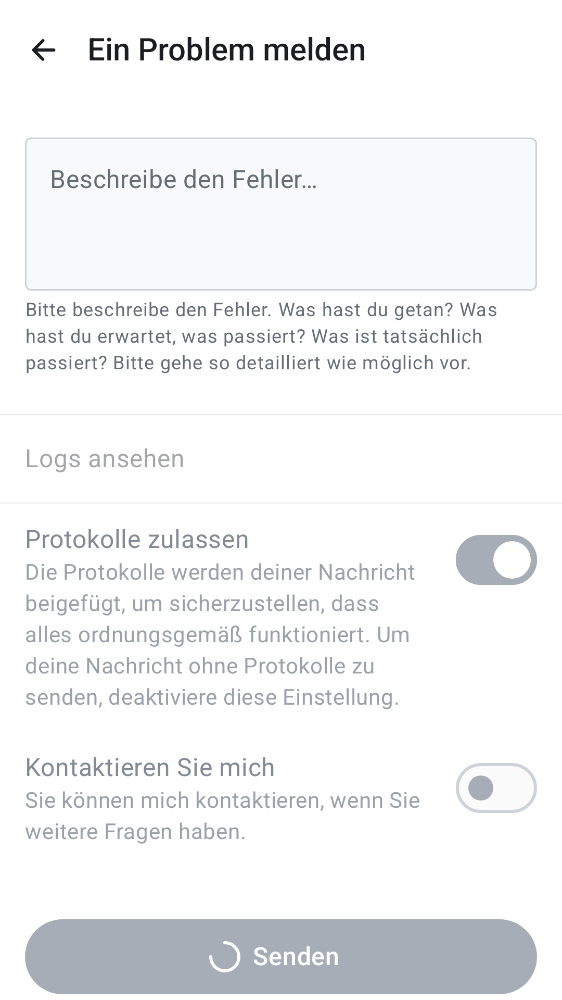 Ein Problem melden
Beschreibe den Fehler...
Bitte beschreibe den Fehler. Was hast du getan? Was
hast du erwartet, was passiert? Was ist tatsächlich
passiert? Bitte gehe so detailliert wie möglich vor.
Logs ansehen
Protokolle zulassen
Die Protokolle werden deiner Nachricht
beigefügt, um sicherzustellen, dass
alles ordnungsgemäß funktioniert. Um
deine Nachricht ohne Protokolle zu
senden, deaktiviere diese Einstellung.
Kontaktieren Sie mich
Sie können mich kontaktieren, wenn Sie
weitere Fragen haben.
Senden